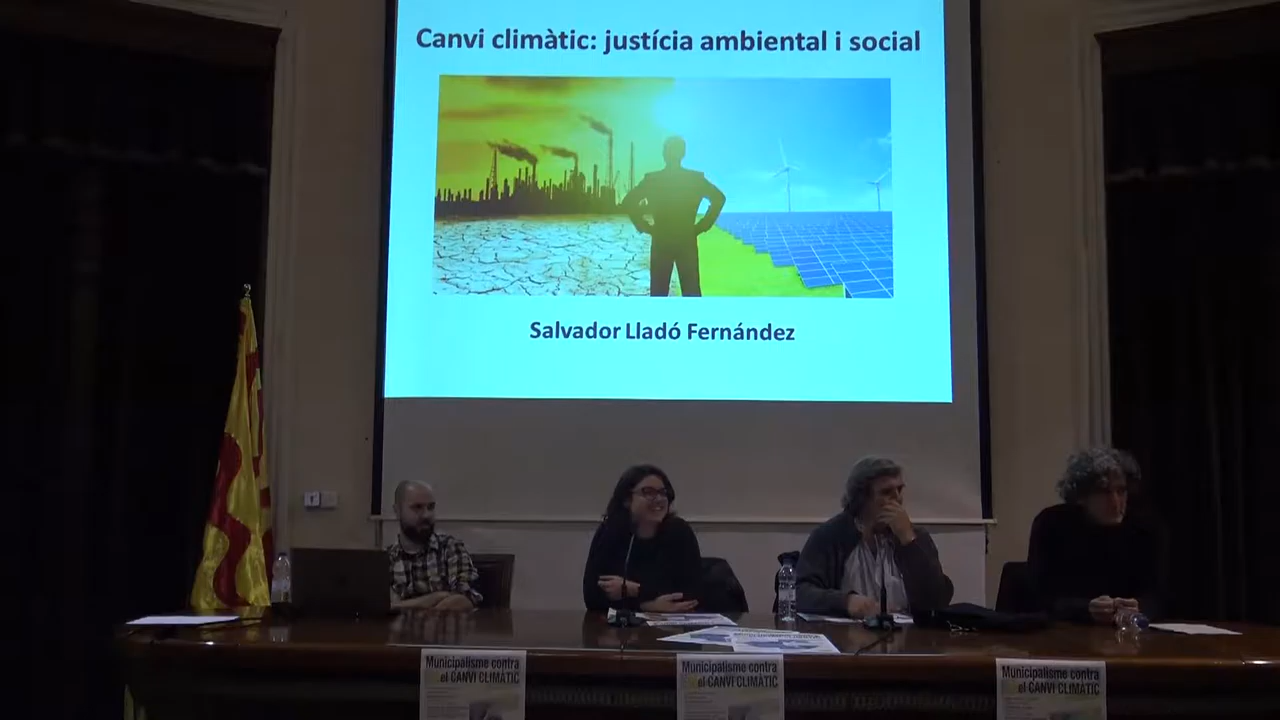 Canvi climàtic: justícia ambiental i social
Salvador Lladó Fernández
Municipalisme contra
el CANVI CLIMÀTIC
Municipalisme contra
el CANVI CLIMÀTIC
Municipalisme contra
el CANVI CLIMÀTIC